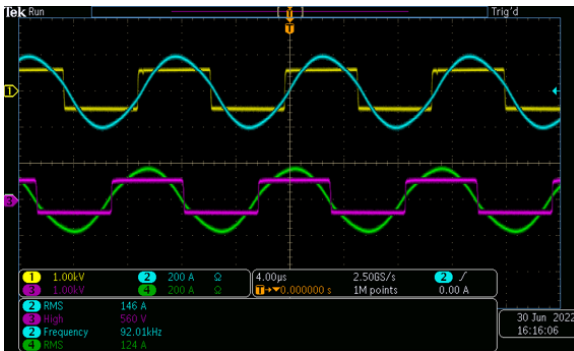 Tek Run Trig'd
T
T
1
3
1 1.00kV 2 200 A Ω
3 1.00kV 4 200 A Ω
4.00µs 2.50GS/s 2 ∫
T→▼0.000000 s 1M points 0.00 A
2 RMS 146 A
3 High 560 V
2 Frequency 92.01kHz
4 RMS 124 A
30 Jun 2022
16:16:06